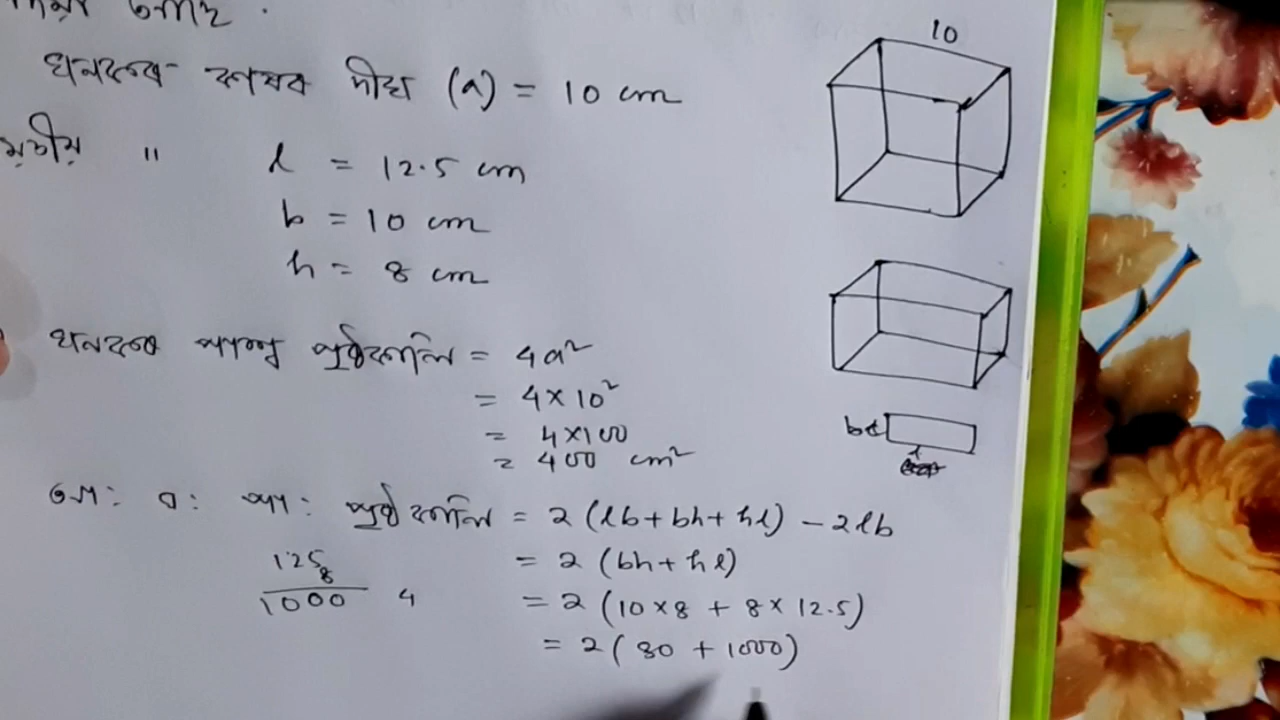 10
ঘনকৰ কাষৰ দীঘ (a) = 10 cm
" l = 12.5 cm
b = 10 cm
h = 8 cm
ঘনকৰ পাৰ্শ্ব পৃষ্ঠকালি = 4a²
= 4×10²
= 4×100
= 400 cm²
b
l
পৃষ্ঠকালি = 2 (lb+bh+hl) - 2lb
= 2 (bh+hl)
125
8
1000 4
= 2 (10×8 + 8×12.5)
= 2 ( 80 + 1000)